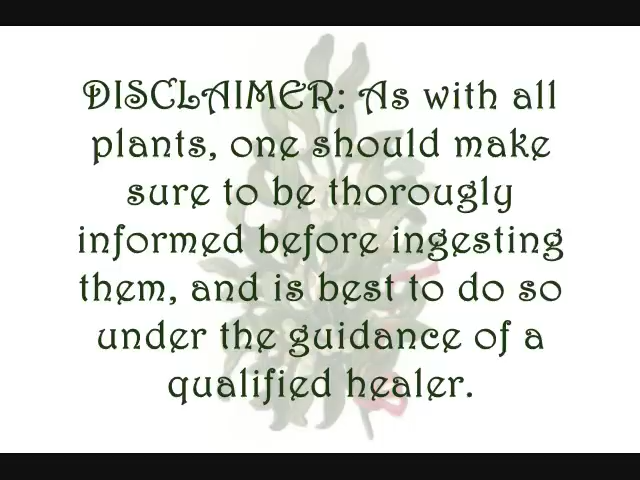 DISCLAIMER: As with all
plants, one should make
sure to be thorougly
informed before ingesting
them, and is best to do so
under the guidance of a
qualified healer.